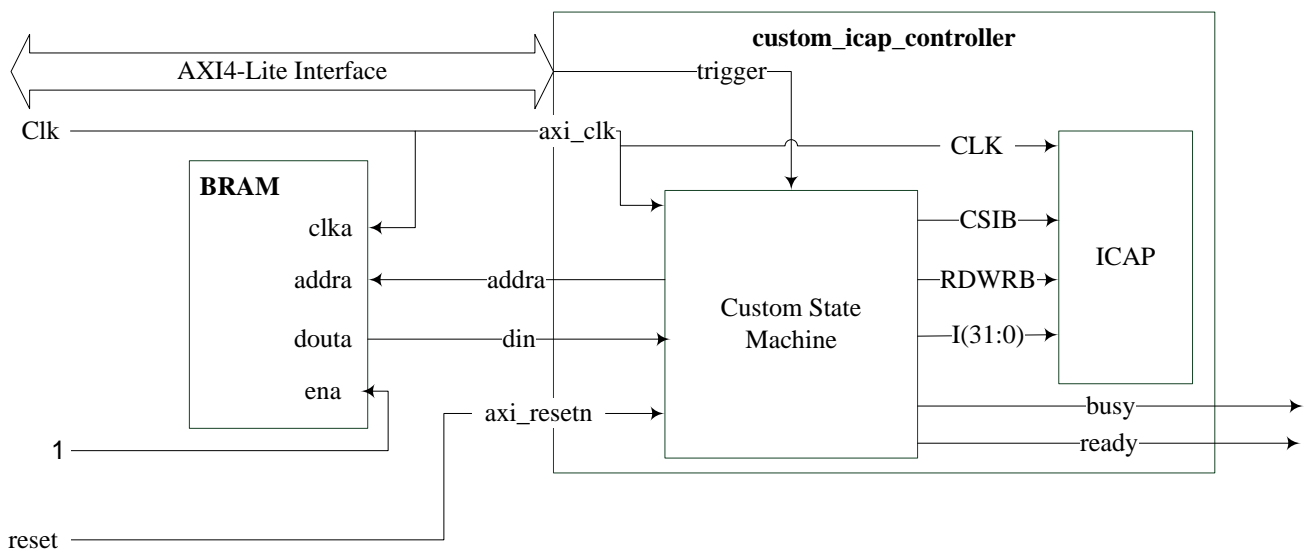 custom_icap_controller
AXI4-Lite Interface
trigger
Clk
axi_clk
CLK
BRAM
clka
CSIB
addra
addra
RDWRB
ICAP
Custom State
Machine
douta
din
I(31:0)
ena
axi_resetn
busy
1
ready
reset